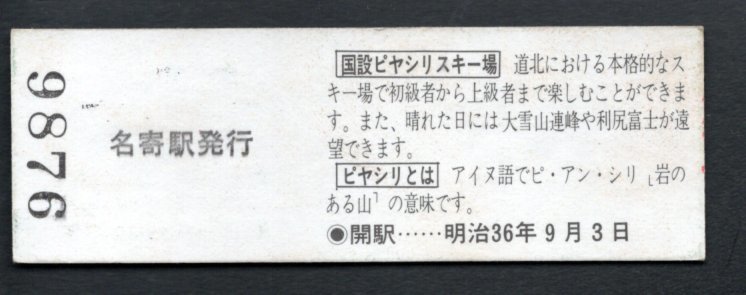 9876
名寄駅発行
国設ピヤシリスキー場 道北における本格的なス
キー場で初級者から上級者まで楽しむことができま
す。また、晴れた日には大雪山連峰や利尻富士が遠
望できます。
ピヤシリとは アイヌ語でピ・アン・シリ「岩の
ある山」の意味です。
◉開駅……明治36年9月3日